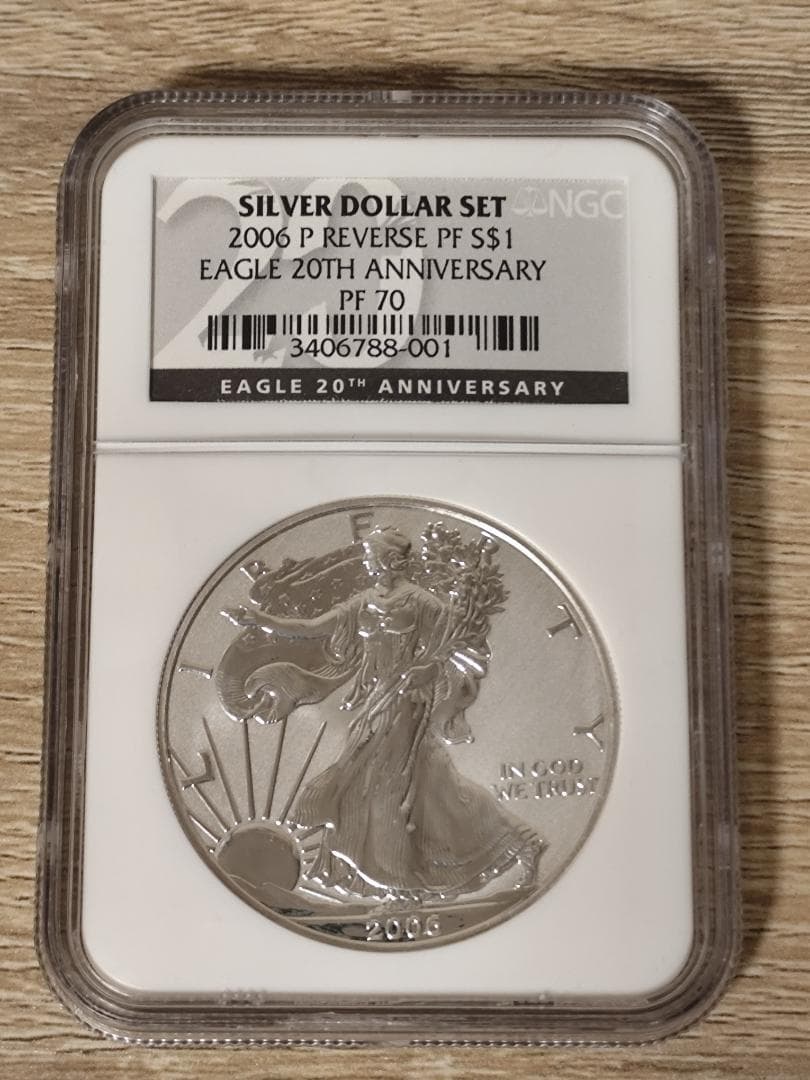 SILVER DOLLAR SET
NGC
2006 P REVERSE PF S$1
EAGLE 20TH ANNIVERSARY
PF 70
3406788-001
20
EAGLE 20TH ANNIVERSARY
LIBERTY
IN GOD
WE TRUST
2006